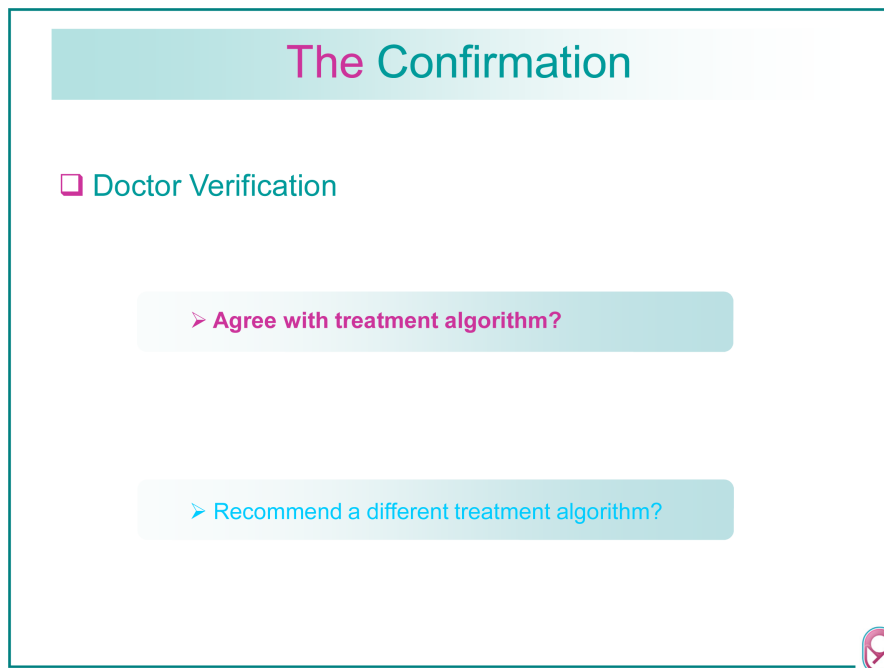 The Confirmation
❑ Doctor Verification
➢ Agree with treatment algorithm?
➢ Recommend a different treatment algorithm?